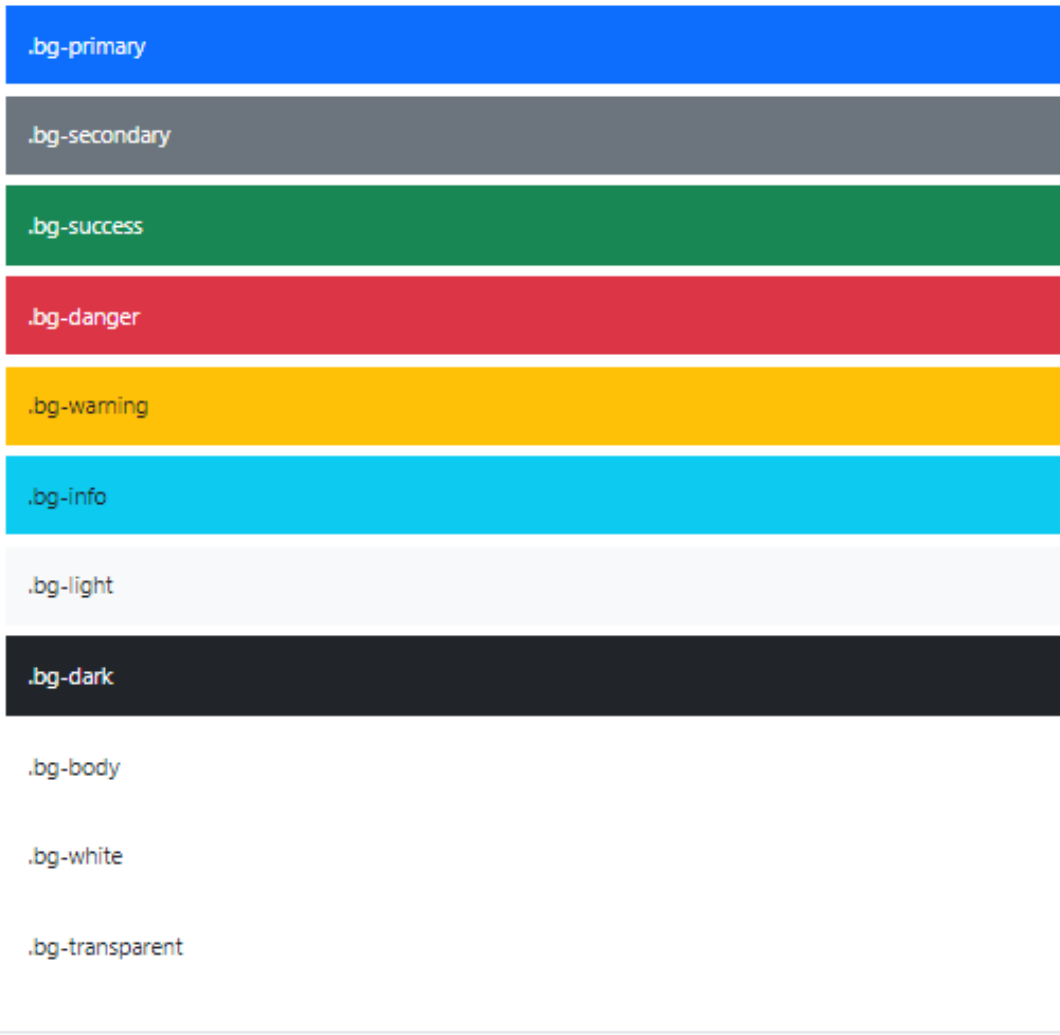 .bg-primary
.bg-secondary
.bg-success
.bg-danger
.bg-warning
.bg-info
.bg-light
.bg-dark
.bg-body
.bg-white
.bg-transparent